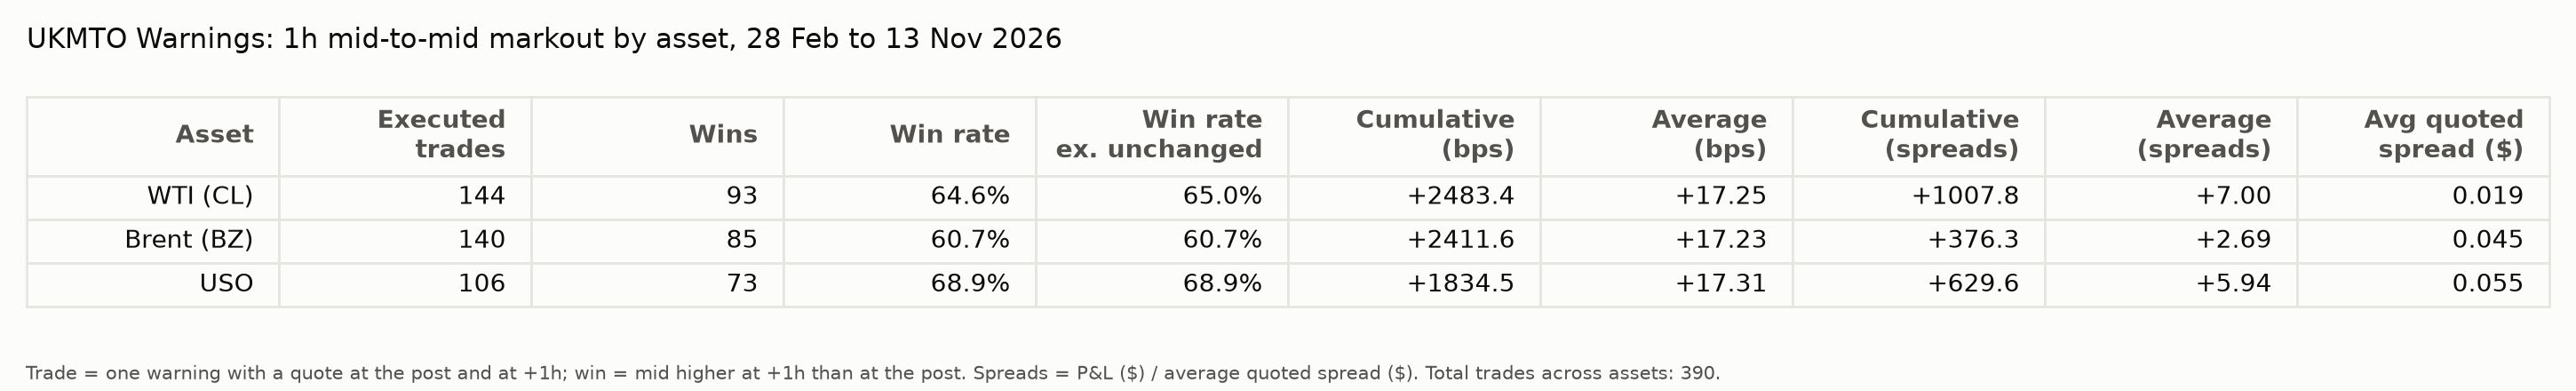 UKMTO Warnings: 1h mid-to-mid markout by asset, 28 Feb to 13 Nov 2026
Asset | Executed trades | Wins | Win rate | Win rate ex. unchanged | Cumulative (bps) | Average (bps) | Cumulative (spreads) | Average (spreads) | Avg quoted spread ($)
WTI (CL) | 144 | 93 | 64.6% | 65.0% | +2483.4 | +17.25 | +1007.8 | +7.00 | 0.019
Brent (BZ) | 140 | 85 | 60.7% | 60.7% | +2411.6 | +17.23 | +376.3 | +2.69 | 0.045
USO | 106 | 73 | 68.9% | 68.9% | +1834.5 | +17.31 | +629.6 | +5.94 | 0.055
Trade = one warning with a quote at the post and at +1h; win = mid higher at +1h than at the post. Spreads = P&L ($) / average quoted spread ($). Total trades across assets: 390.